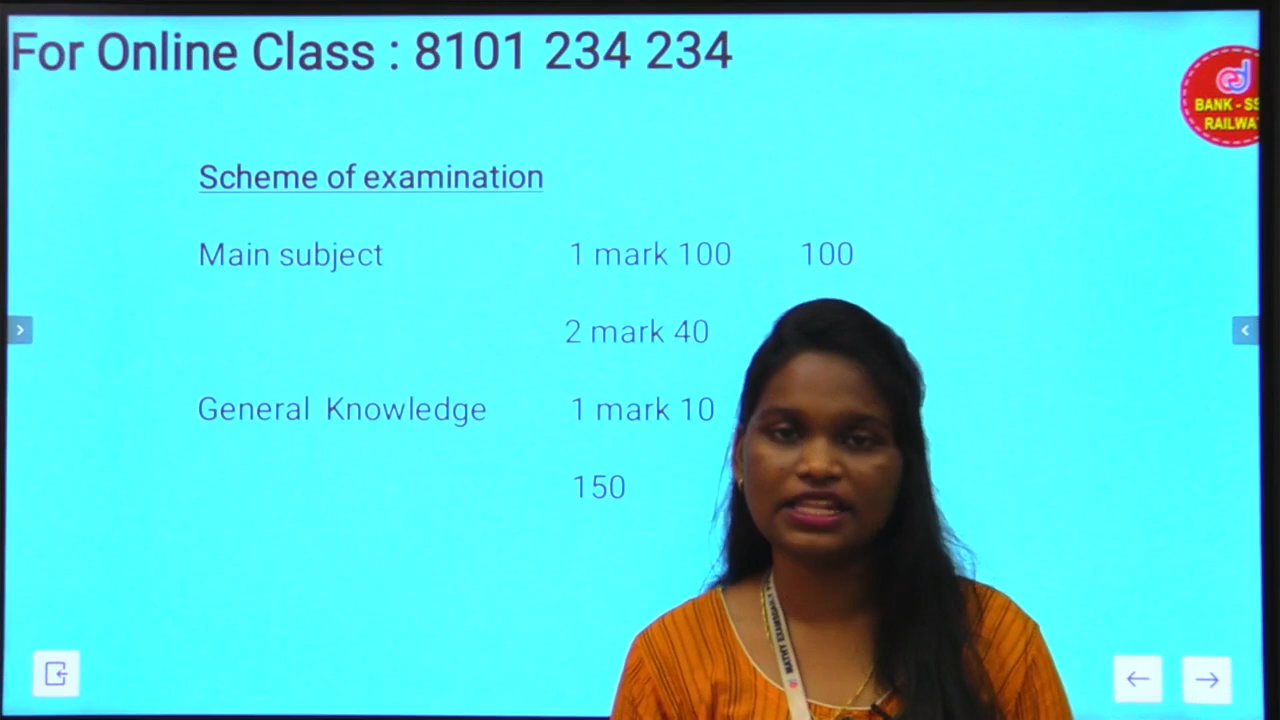 For Online Class : 8101 234 234
BANK - SS
RAILWA
Scheme of examination
Main subject 1 mark 100 100
2 mark 40
General Knowledge 1 mark 10
150